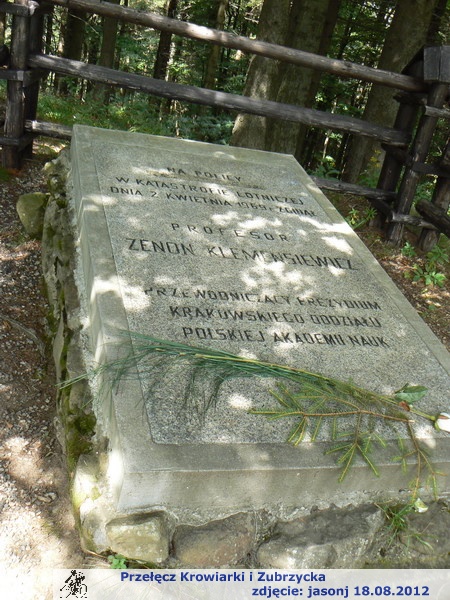 NA POLICY
W KATASTROFIE LOTNICZEJ
DNIA 2 KWIETNIA 1969 R. ZGINĄŁ
PROFESOR
ZENON KLEMENSIEWICZ
PRZEWODNICZĄCY PREZYDIUM
KRAKOWSKIEGO ODDZIAŁU
POLSKIEJ AKADEMII NAUK
Przełęcz Krowiarki i Zubrzycka
zdjęcie: jasonj 18.08.2012